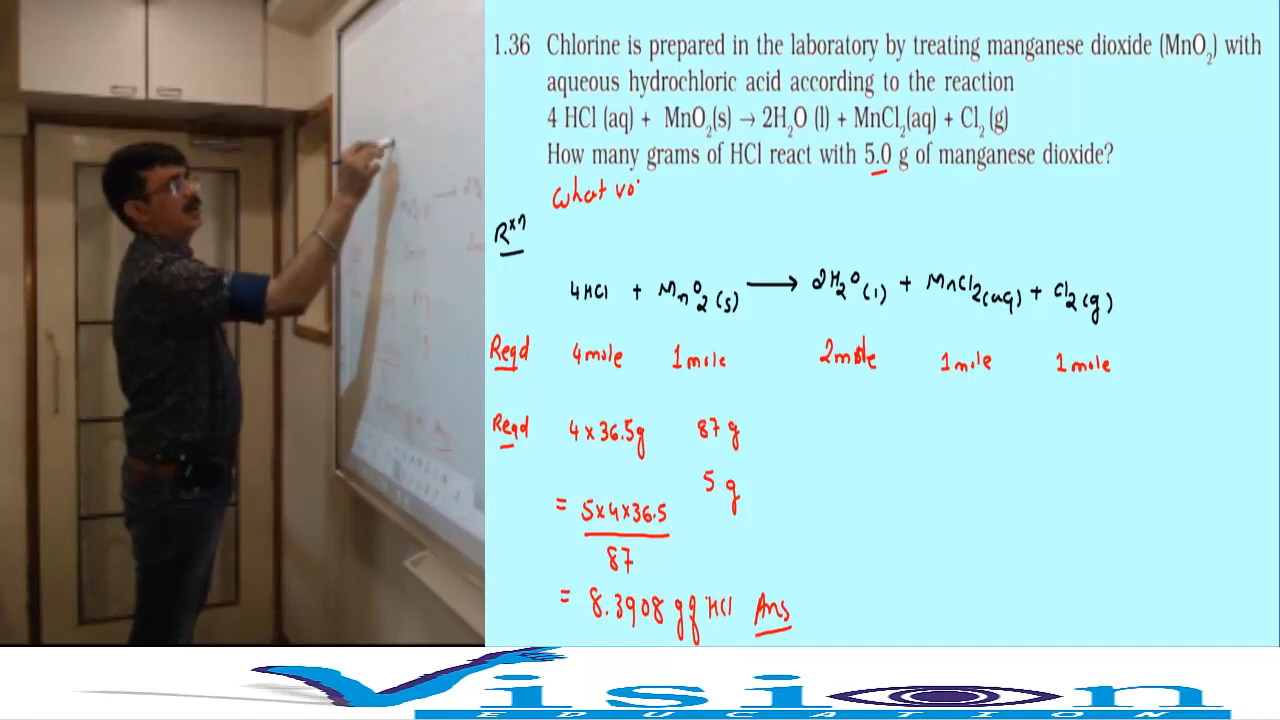 1.36 Chlorine is prepared in the laboratory by treating manganese dioxide (MnO₂) with
aqueous hydrochloric acid according to the reaction
4 HCl (aq) + MnO₂(s) → 2H₂O (l) + MnCl₂(aq) + Cl₂ (g)
How many grams of HCl react with 5.0 g of manganese dioxide?
What vo
Rxn
4HCl + MnO₂(s) ⟶ 2H₂O(l) + MnCl₂(aq) + Cl₂(g)
Reqd 4mole 1mole 2mole 1mole 1mole
Reqd 4×36.5g 87 g
5 g
= 5×4×36.5
87
= 8.3908 g of HCl Ans
Vision
EDUCATION